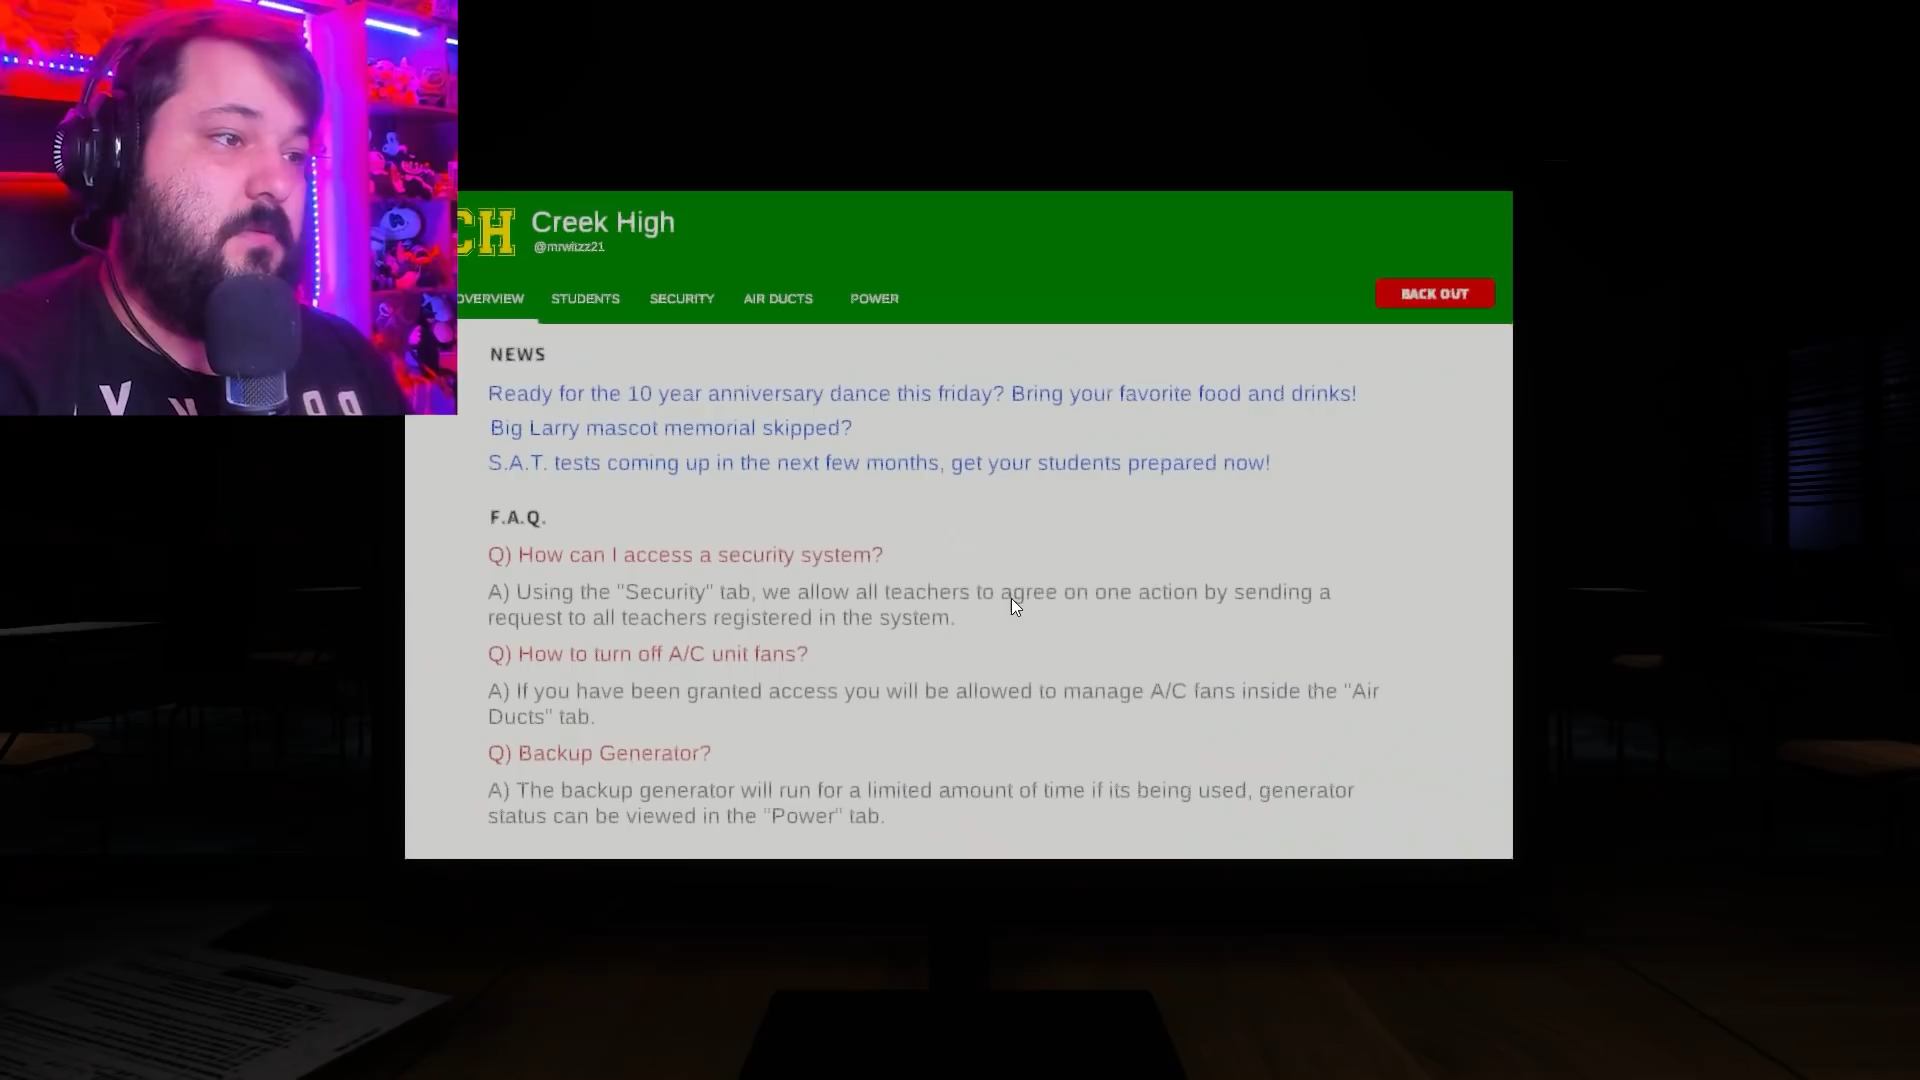 CH
Creek High
@mrwitzz21
OVERVIEW STUDENTS SECURITY AIR DUCTS POWER
BACK OUT
NEWS
Ready for the 10 year anniversary dance this friday? Bring your favorite food and drinks!
Big Larry mascot memorial skipped?
S.A.T. tests coming up in the next few months, get your students prepared now!
F.A.Q.
Q) How can I access a security system?
A) Using the "Security" tab, we allow all teachers to agree on one action by sending a
request to all teachers registered in the system.
Q) How to turn off A/C unit fans?
A) If you have been granted access you will be allowed to manage A/C fans inside the "Air
Ducts" tab.
Q) Backup Generator?
A) The backup generator will run for a limited amount of time if its being used, generator
status can be viewed in the "Power" tab.